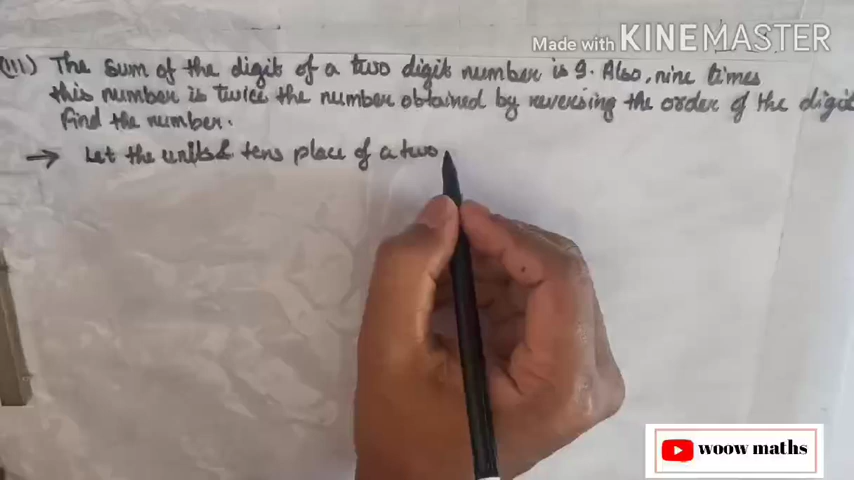 Made with KINEMASTER
(iii) The sum of the digits of a two digit number is 9. Also, nine times
this number is twice the number obtained by reversing the order of the digit
Find the number.
→ Let the units & tens place of a two
woow maths